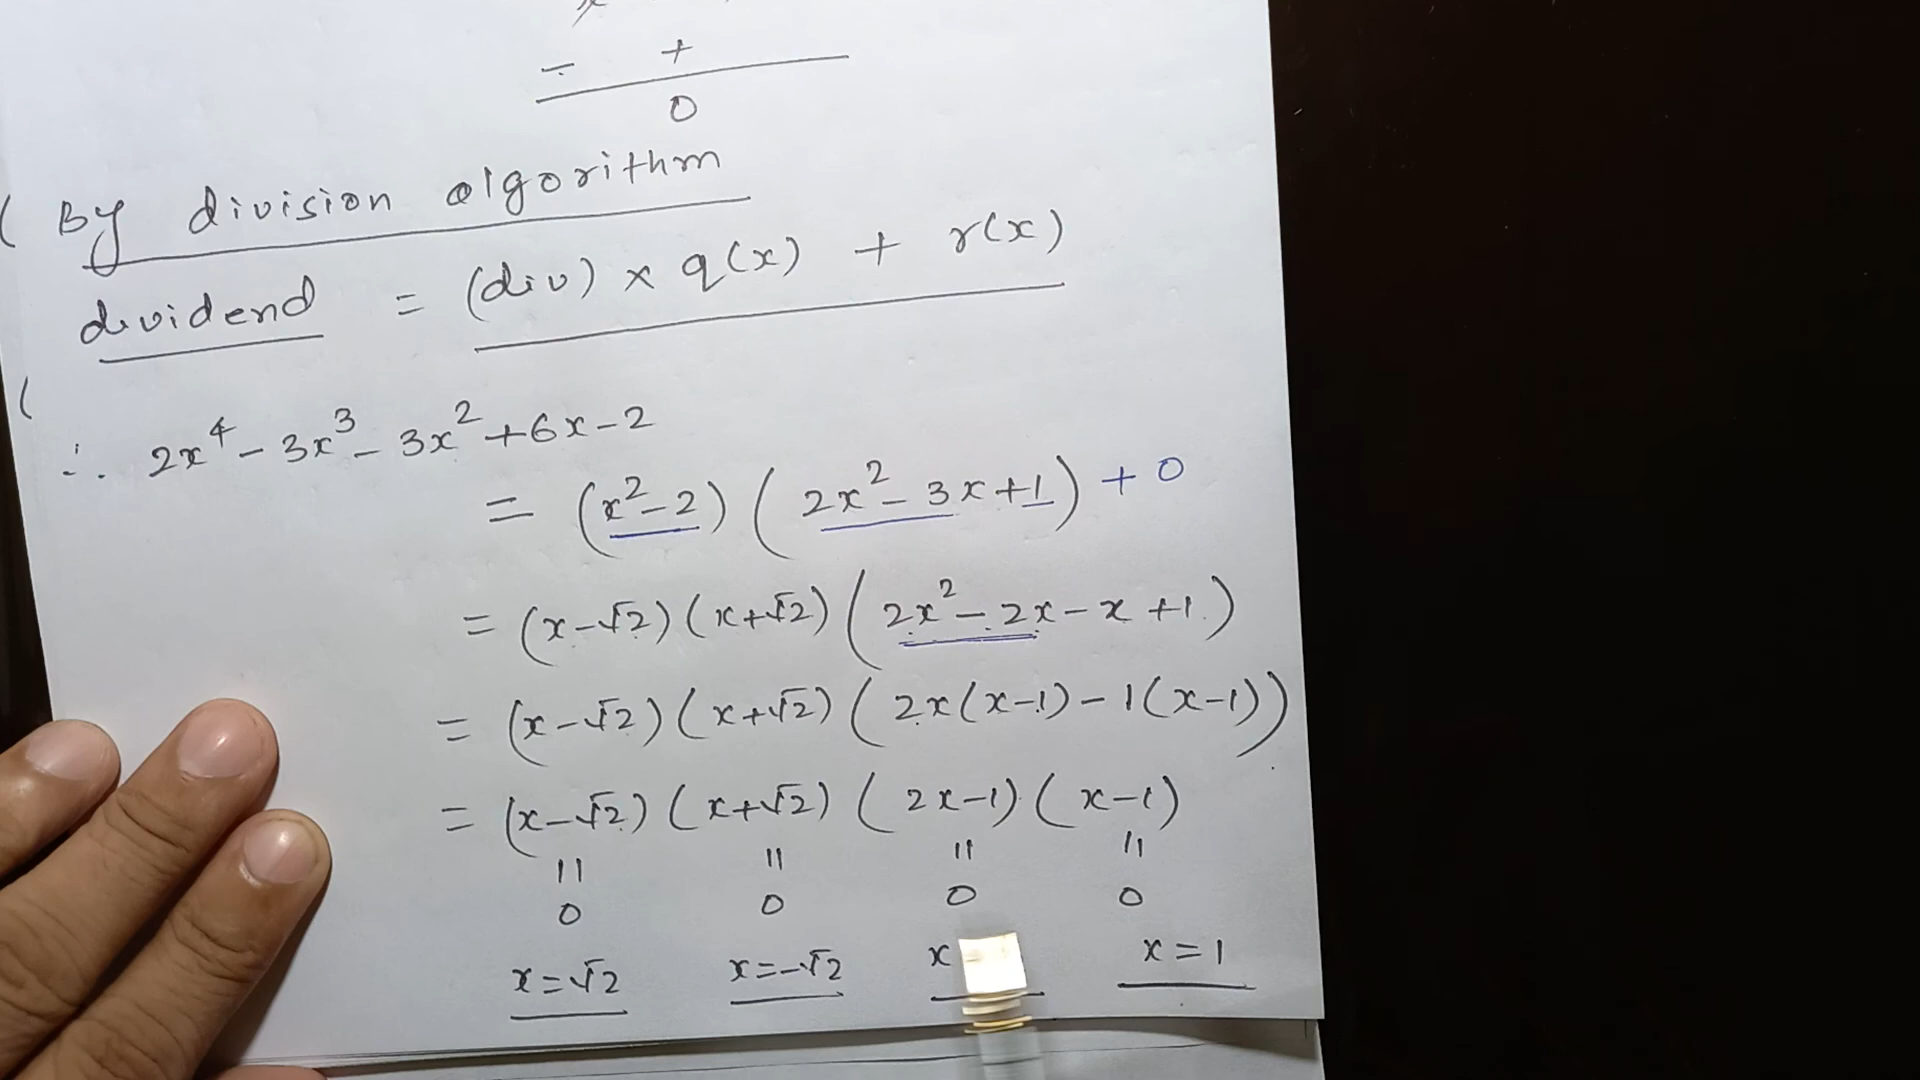 - +
0
( By division algorithm
dividend = (div) × q(x) + r(x)
(
∴ 2x⁴ - 3x³ - 3x² + 6x - 2
= (x² - 2) ( 2x² - 3x + 1 ) + 0
= (x - √2) (x + √2) ( 2x² - 2x - x + 1 )
= (x - √2) (x + √2) ( 2x(x - 1) - 1(x - 1) )
= (x - √2) (x + √2) ( 2x - 1) ( x - 1)
|| || || ||
0 0 0 0
x = √2 x = -√2 x x = 1